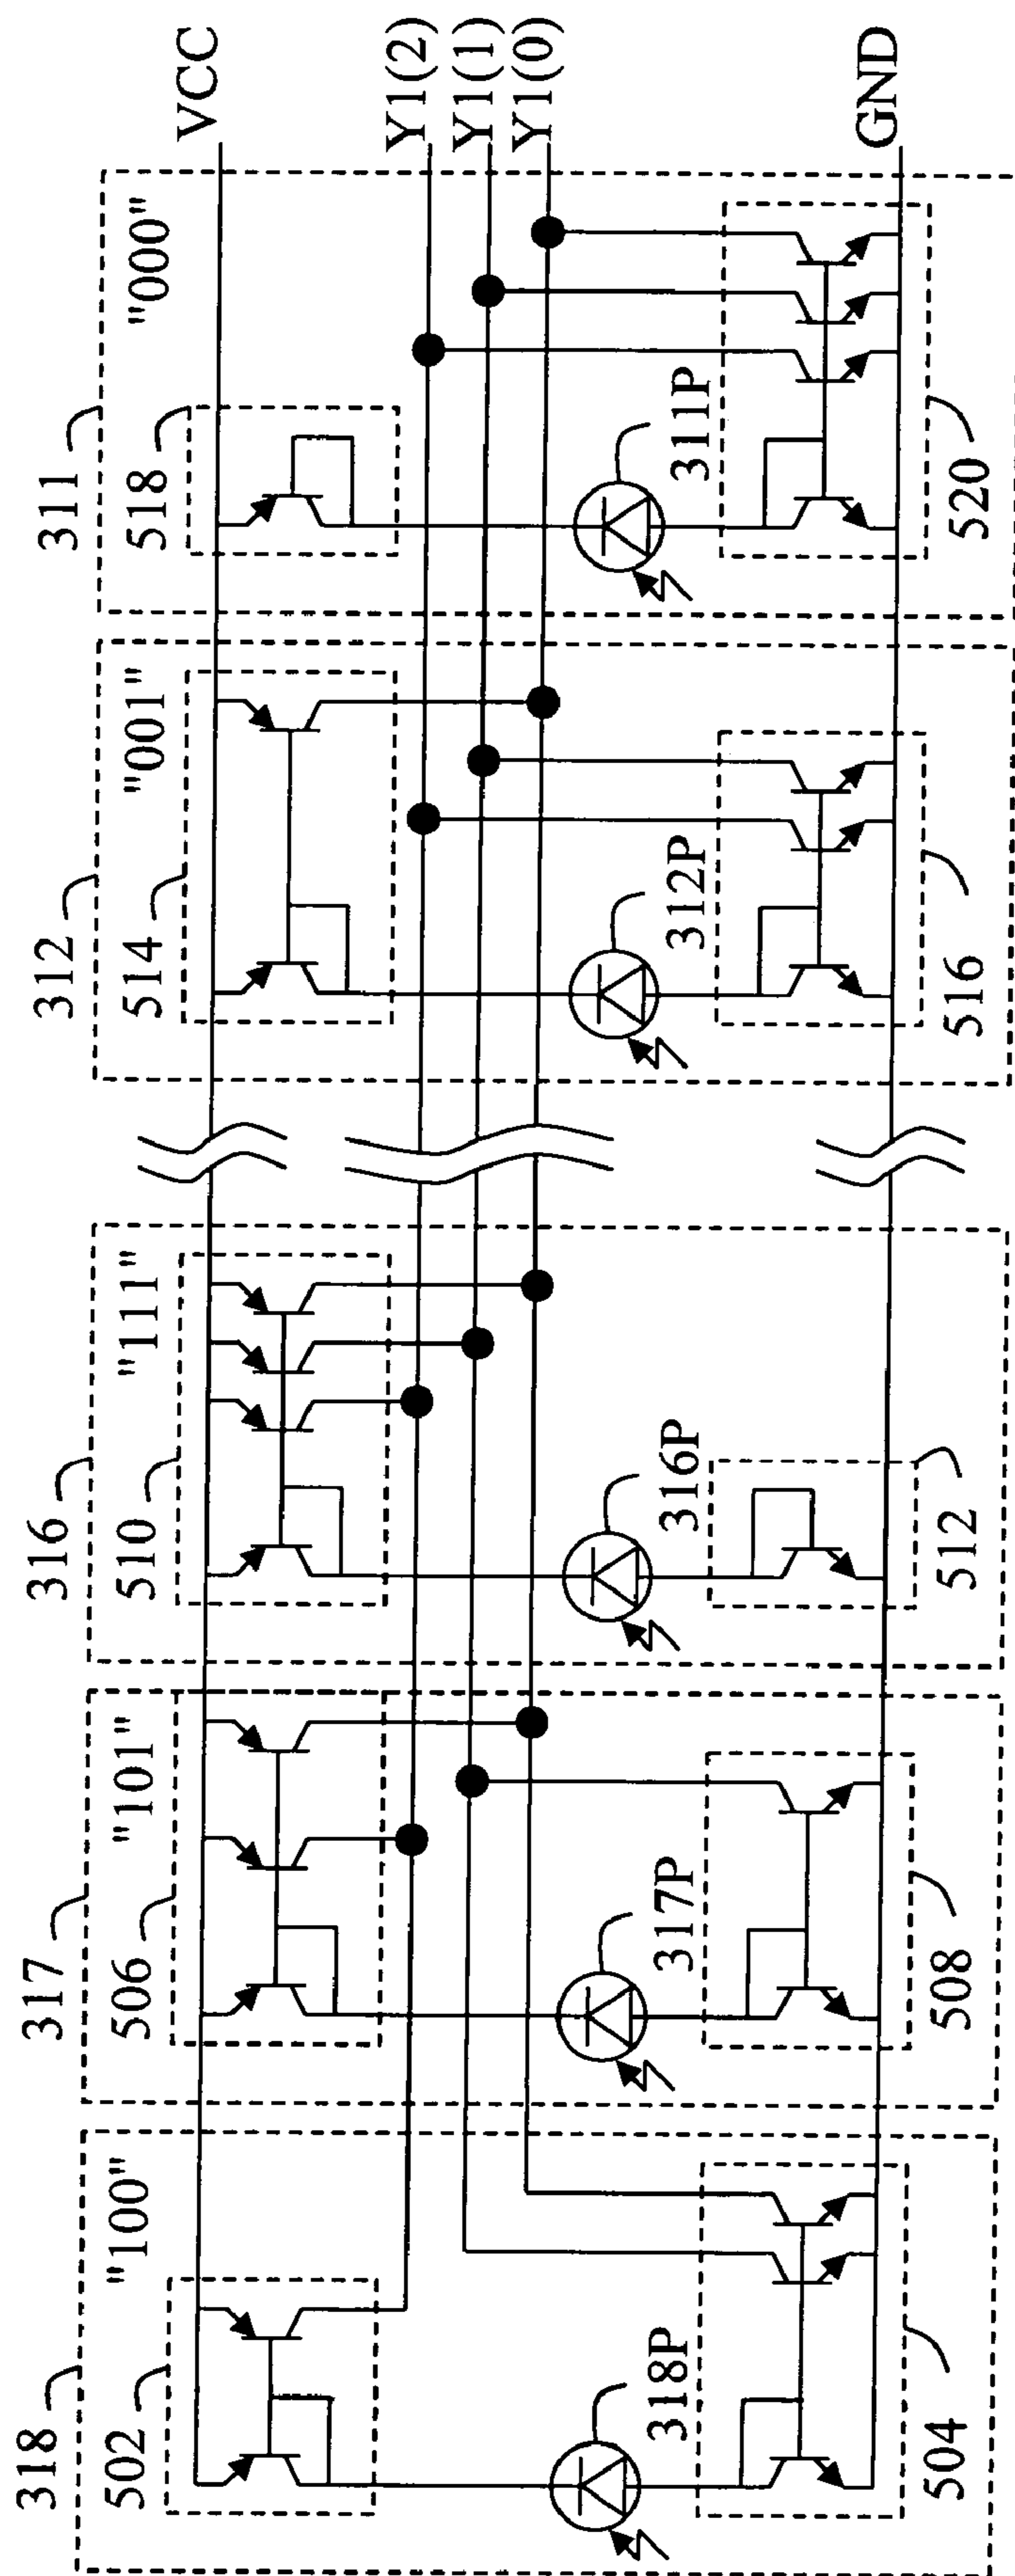 318
502
"100"
318P
504
317
506
"101"
317P
508
316
510
"111"
316P
512
312
514
"001"
312P
516
311
518
"000"
311P
520
VCC
Y1(2)
Y1(1)
Y1(0)
GND